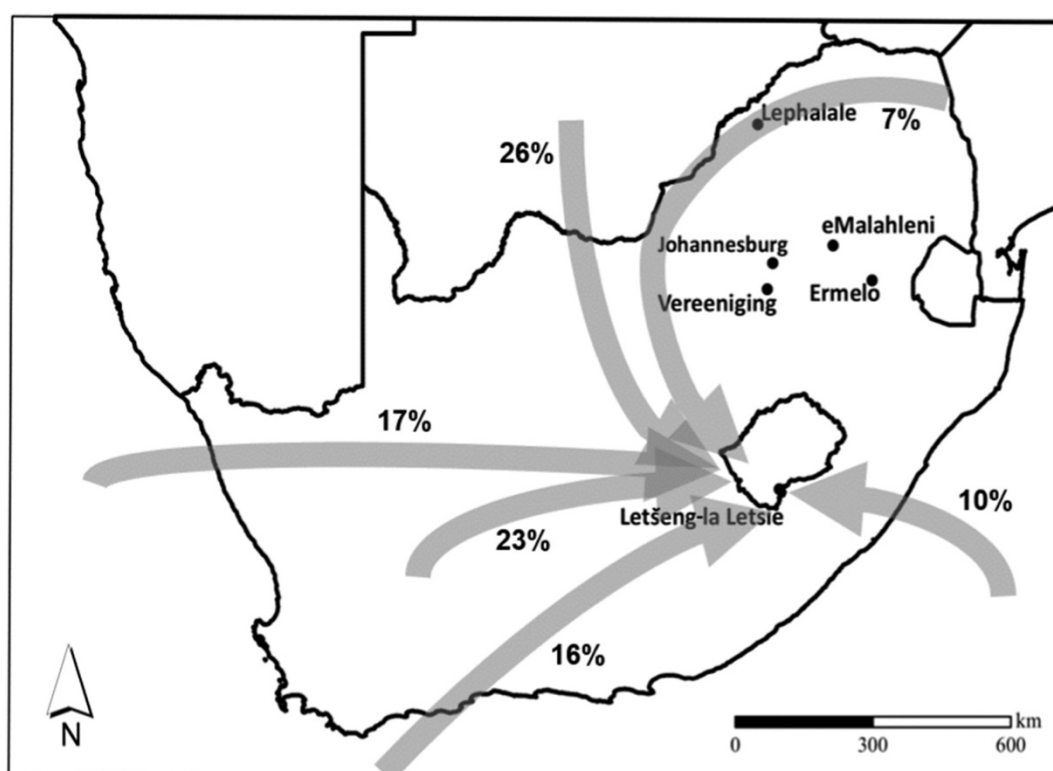 Lephalale
7%
26%
eMalahleni
Johannesburg
Vereeniging
Ermelo
17%
Letšeng-la Letsie
10%
23%
16%
N
km
0 300 600